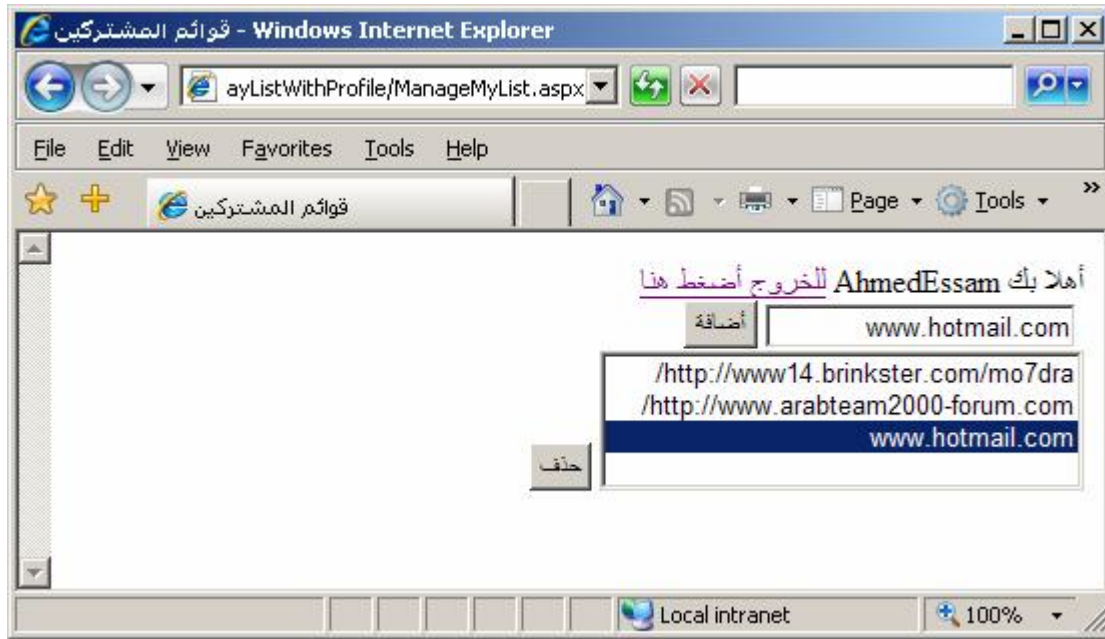 قوائم المشتركين - Windows Internet Explorer
ayListWithProfile/ManageMyList.aspx
File Edit View Favorites Tools Help
قوائم المشتركين
Page Tools »
أهلا بك AhmedEssam للخروج أضغط هنا
www.hotmail.com أضافة
/http://www14.brinkster.com/mo7dra
/http://www.arabteam2000-forum.com
www.hotmail.com
حذف
Local intranet 100%